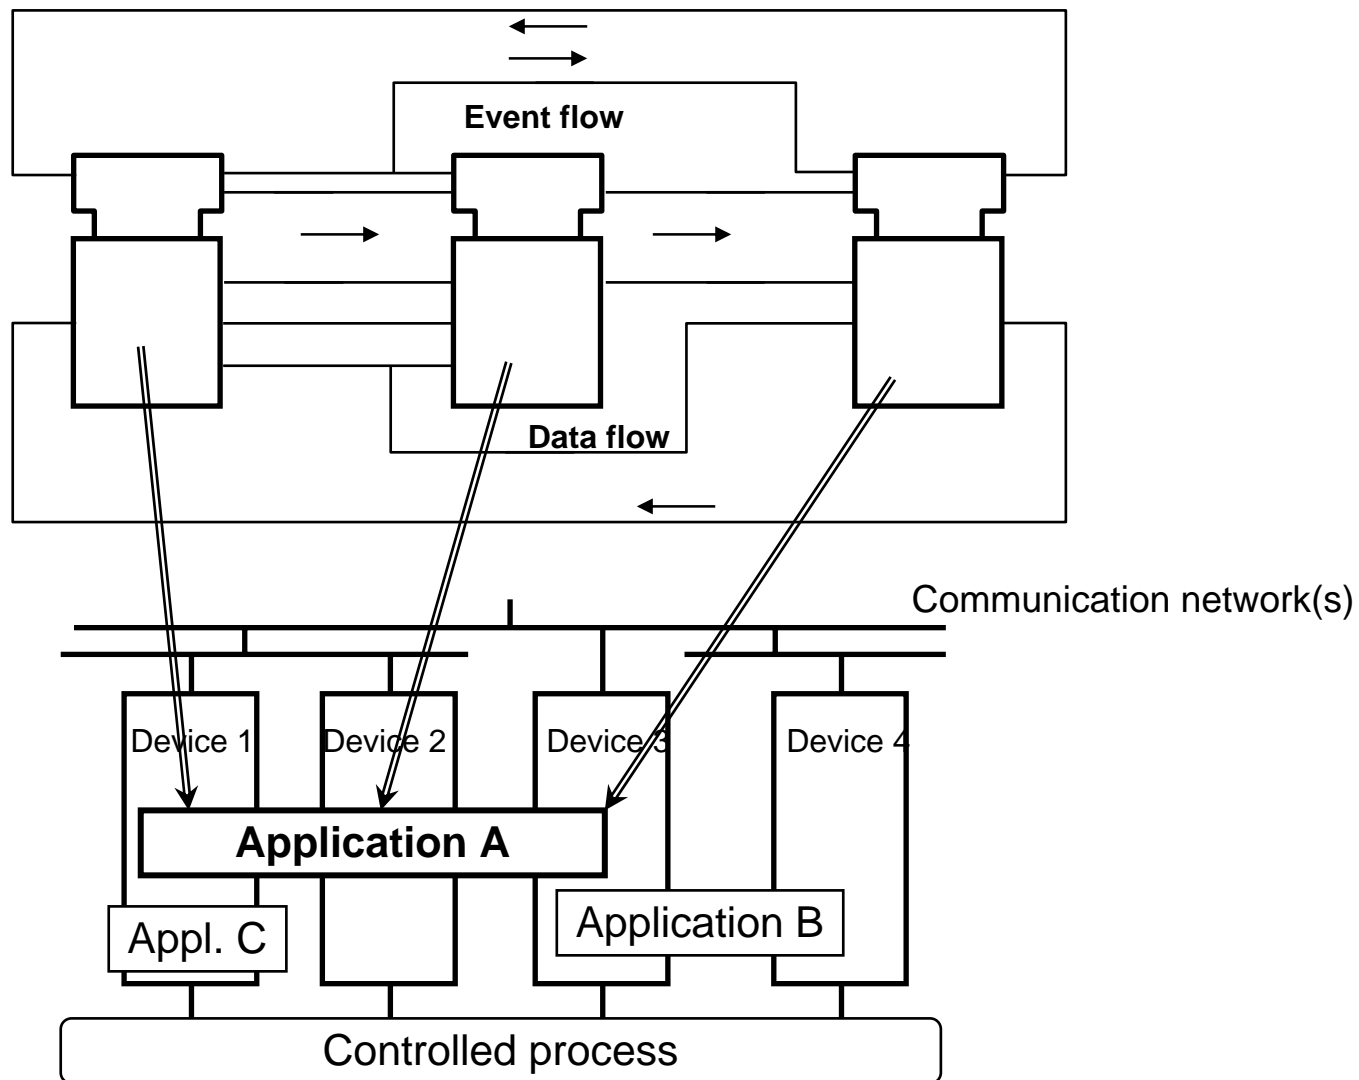 Event flow
Data flow
Communication network(s)
Device 1
Device 2
Device 3
Device 4
Application A
Appl. C
Application B
Controlled process